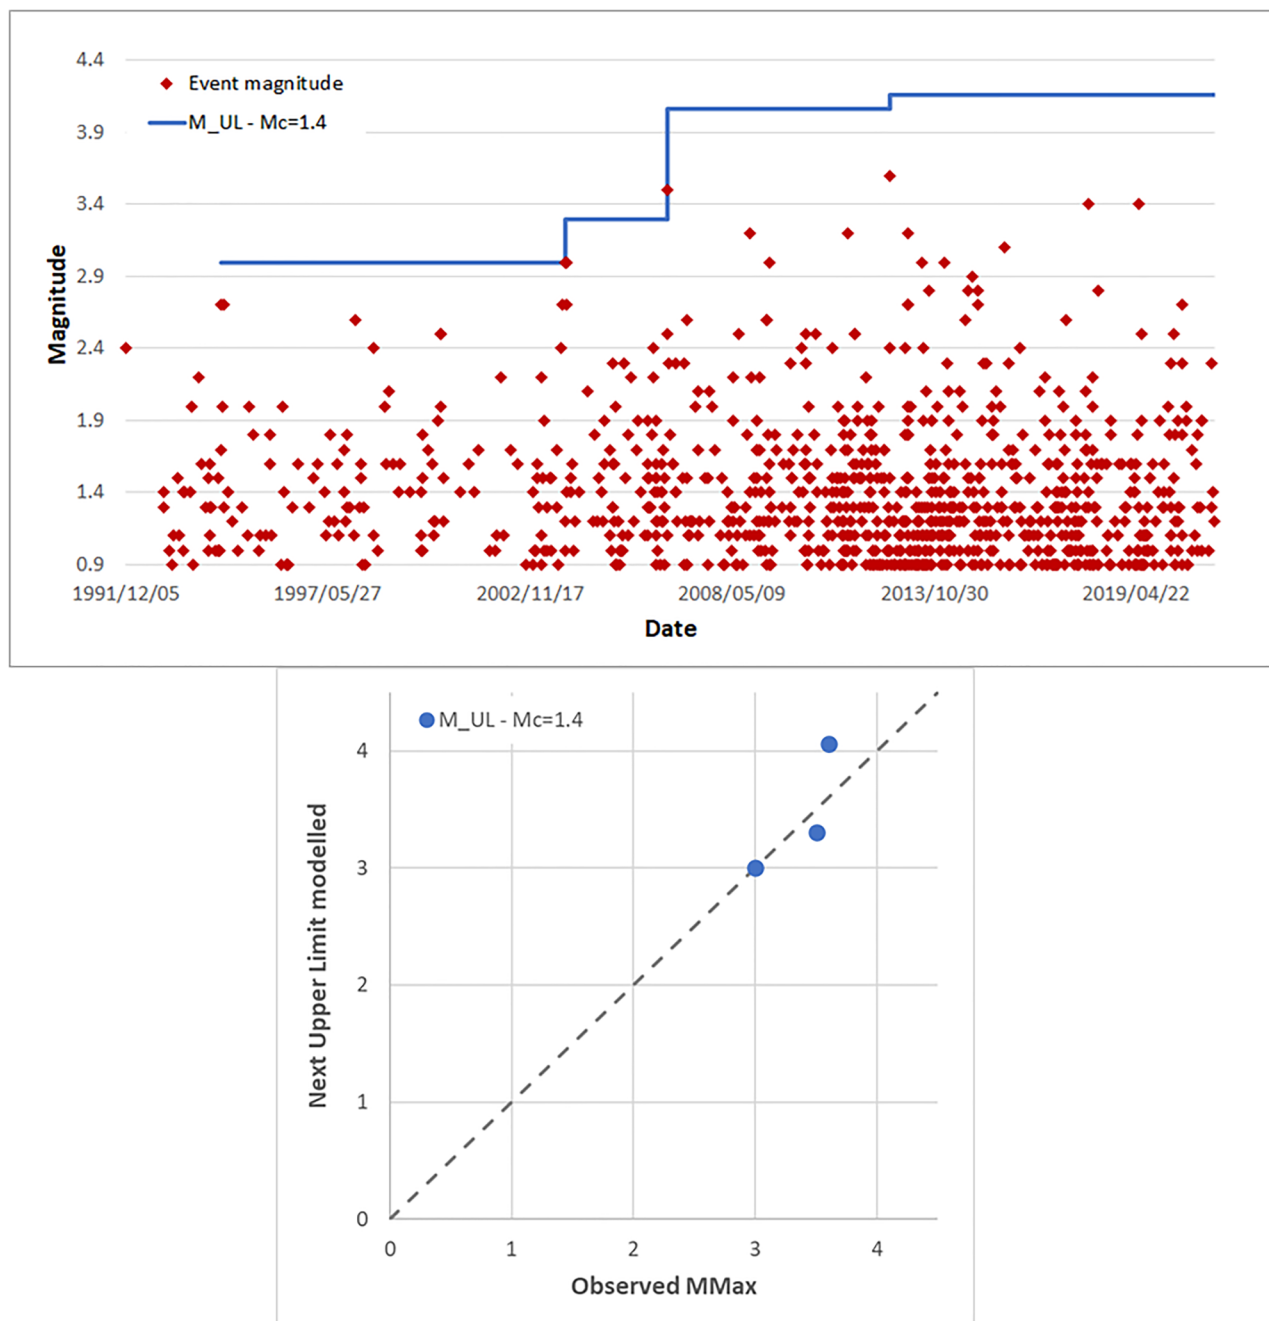 4.4
Event magnitude
M_UL - Mc=1.4
3.9
3.4
2.9
2.4
1.9
1.4
0.9
Magnitude
1991/12/05 1997/05/27 2002/11/17 2008/05/09 2013/10/30 2019/04/22
Date
M_UL - Mc=1.4
4
3
2
1
0
Next Upper Limit modelled
0 1 2 3 4
Observed MMax